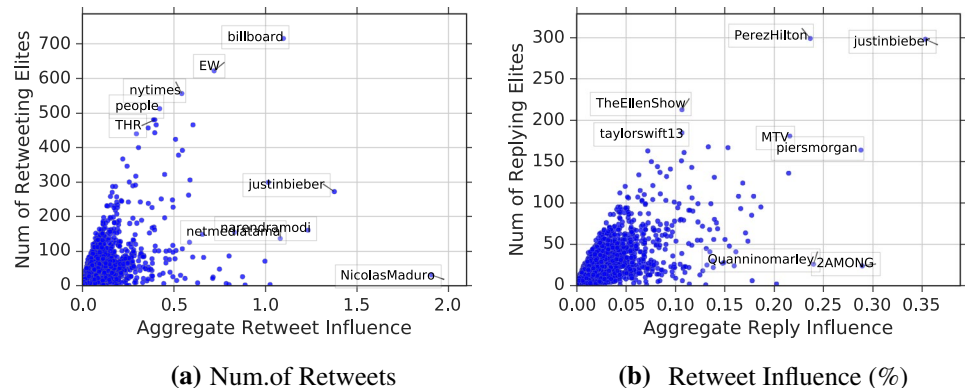 billboard
EW
nytimes
people
THR
justinbieber
narendramodi
NicolasMaduro
Num of Retweeting Elites
0
100
200
300
400
500
600
700
0.0 0.5 1.0 1.5 2.0
Aggregate Retweet Influence
(a) Num.of Retweets
PerezHilton
justinbieber
TheEllenShow
taylorswift13
MTV
piersmorgan
Quanninomarley
2AMONG
Num of Replying Elites
0
50
100
150
200
250
300
0.00 0.05 0.10 0.15 0.20 0.25 0.30 0.35
Aggregate Reply Influence
(b) Retweet Influence (%)